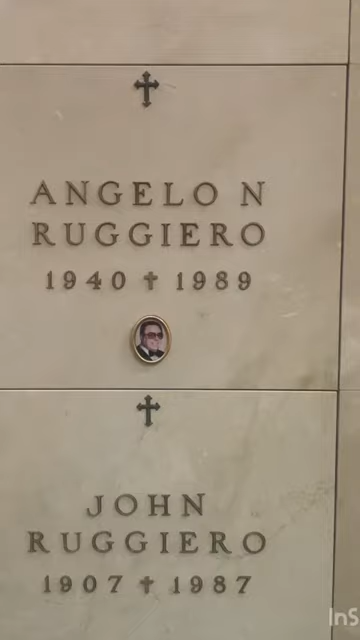 ANGELO N
RUGGIERO
1940 ✝ 1989
JOHN
RUGGIERO
1907 ✝ 1987
InS